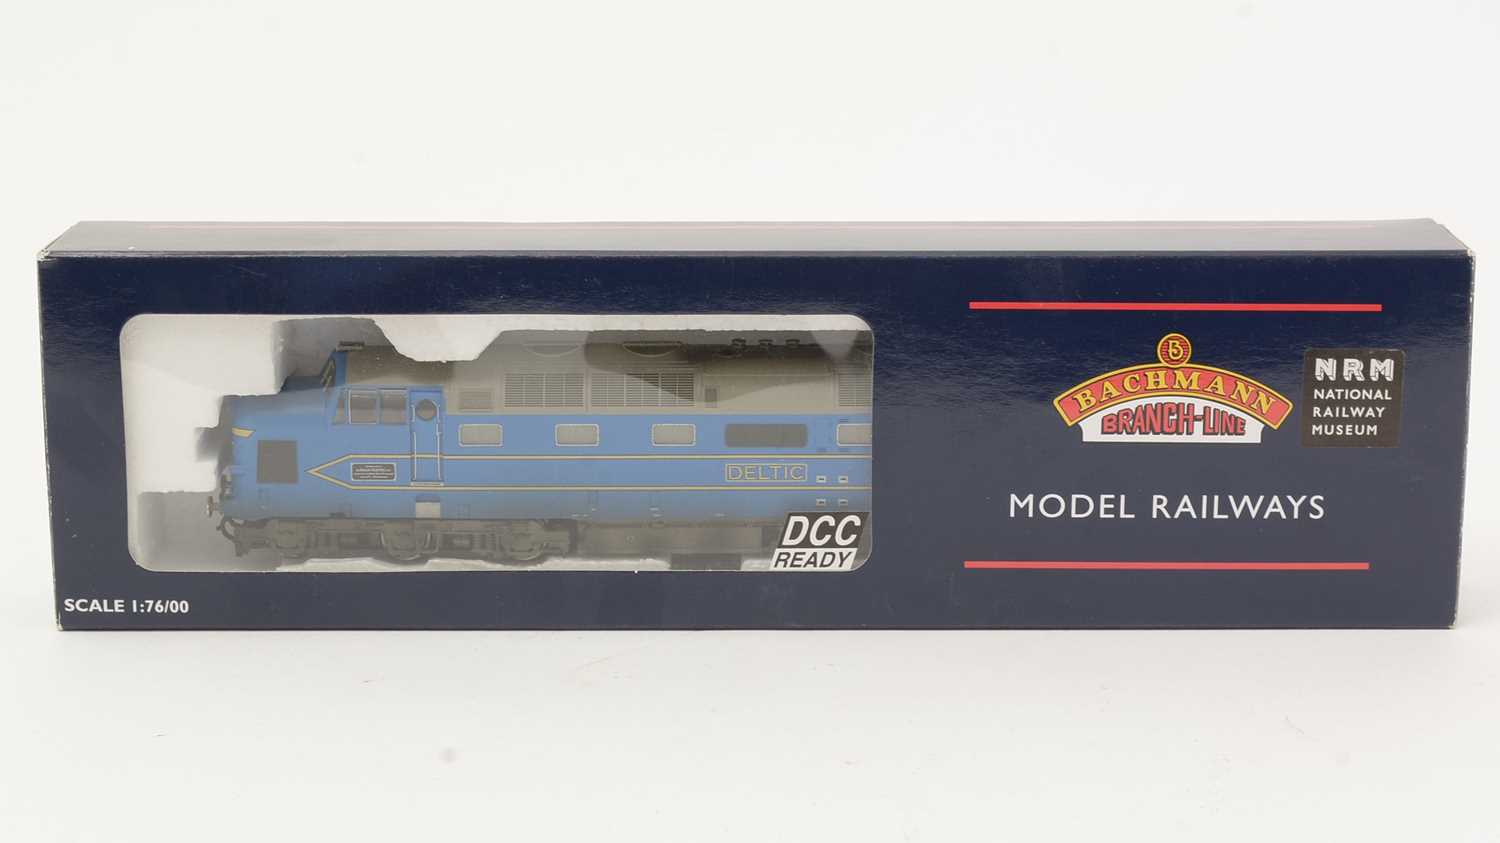 DELTIC
DCC
READY
SCALE 1:76/00
B
BACHMANN
BRANCH-LINE
NRM
NATIONAL
RAILWAY
MUSEUM
MODEL RAILWAYS